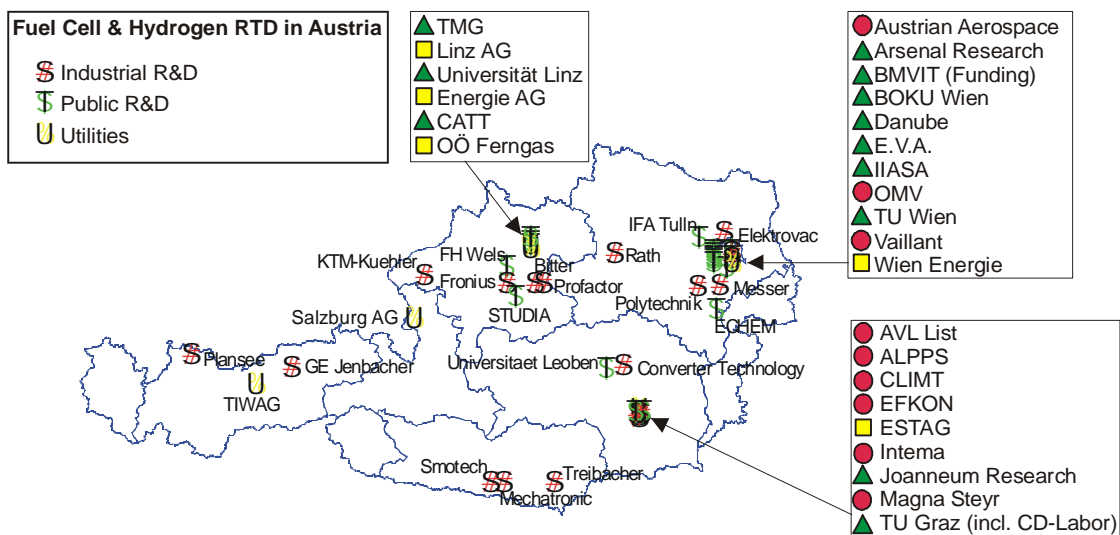 Fuel Cell & Hydrogen RTD in Austria
Industrial R&D
Public R&D
Utilities
TMG
Linz AG
Universität Linz
Energie AG
CATT
OÖ Ferngas
Austrian Aerospace
Arsenal Research
BMVIT (Funding)
BOKU Wien
Danube
E.V.A.
IIASA
OMV
TU Wien
Vaillant
Wien Energie
IFA Tulln
Elektrovac
KTM-Kuehler
FH Wels
Bitter
Rath
Fronius
Profactor
Polytechnik
Messer
STUDIA
ECHEM
Salzburg AG
Plansee
GE Jenbacher
TIWAG
Universitaet Leoben
Converter Technology
Smotech
Treibacher
Mechatronic
AVL List
ALPPS
CLIMT
EFKON
ESTAG
Intema
Joanneum Research
Magna Steyr
TU Graz (incl. CD-Labor)